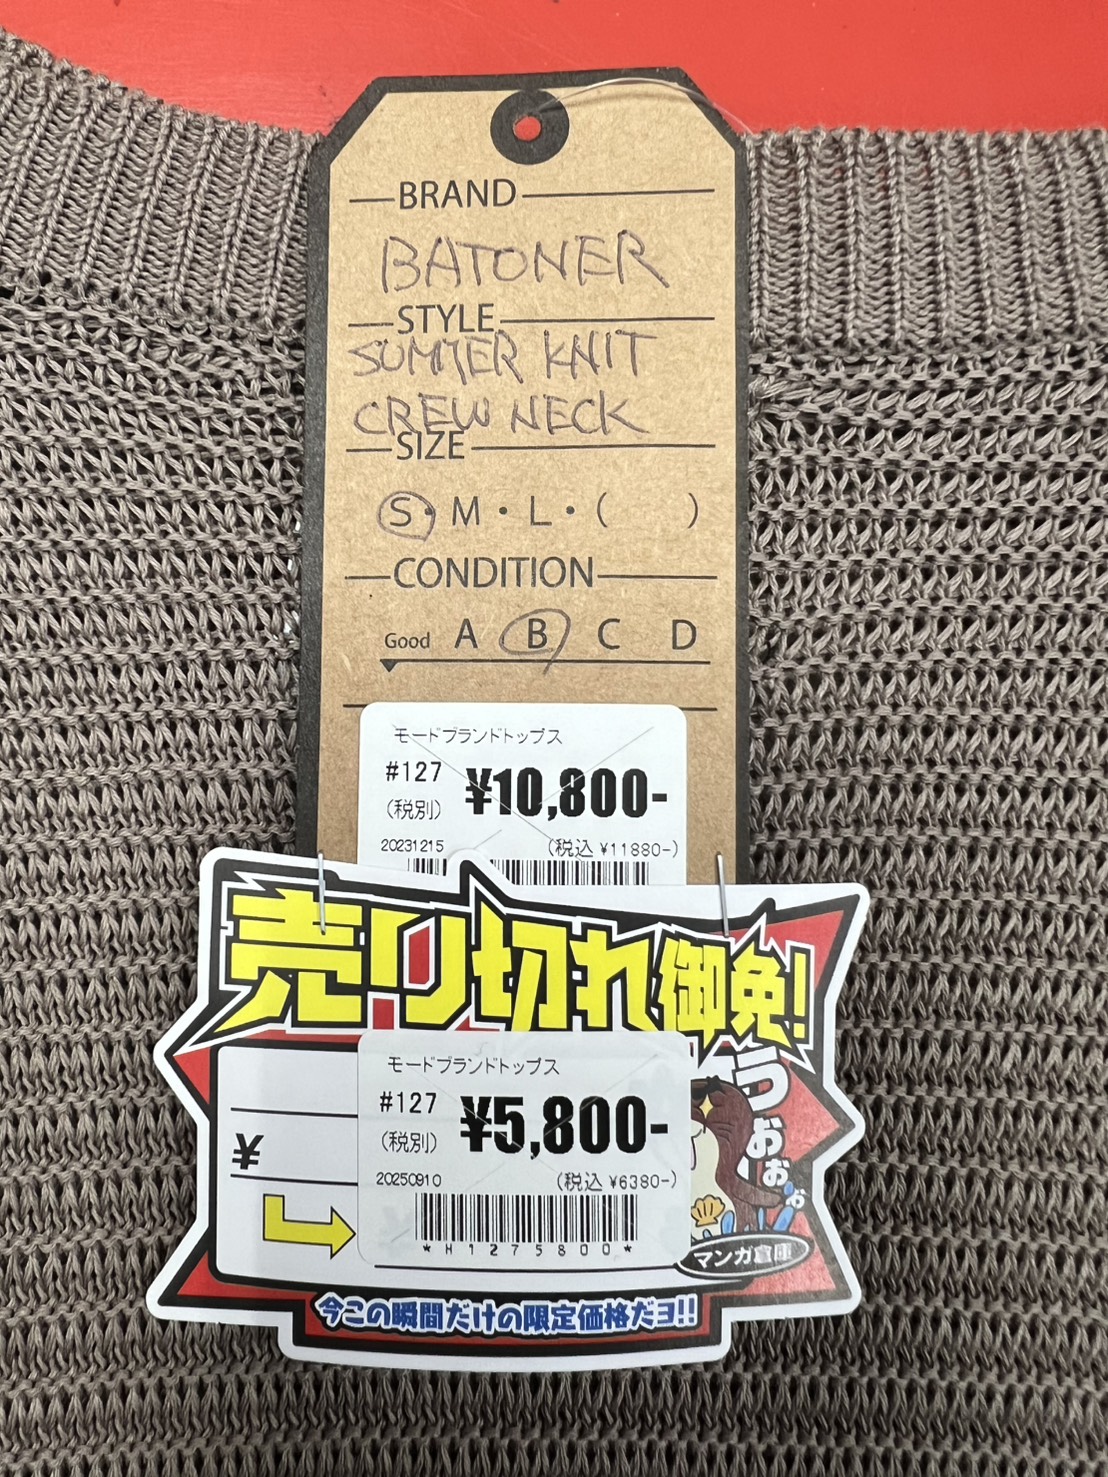 BRAND
BATONER
STYLE
SUMMER KNIT
CREW NECK
SIZE
S・M・L・( )
CONDITION
Good A B C D
モードブランドトップス
#127 ¥10,800-
(税別)
20231215 (税込 ¥11880-)
売り切れ御免!
モードブランドトップス
#127 ¥5,800-
(税別)
20250910 (税込 ¥6380-)
*H1275800*
¥
つぉぉぉ
マンガ倉庫
今この瞬間だけの限定価格だヨ!!